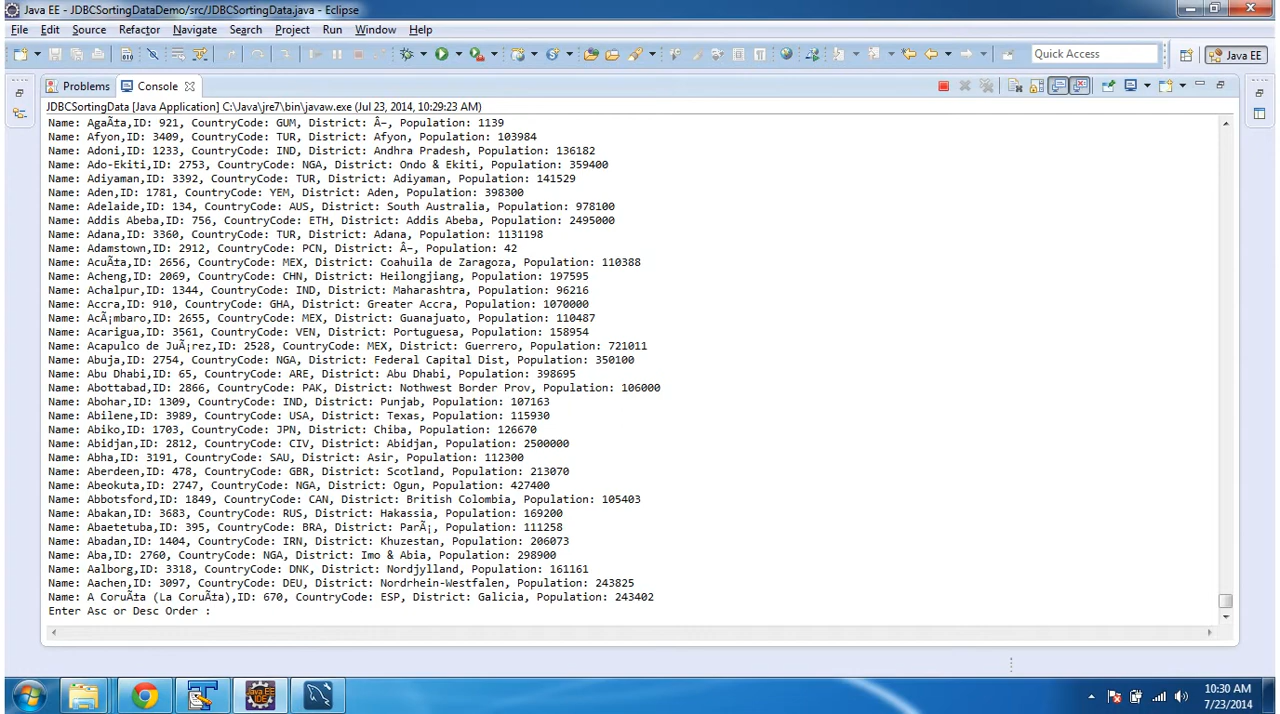 Java EE - JDBCSortingDataDemo/src/JDBCSortingData.java - Eclipse
File Edit Source Refactor Navigate Search Project Run Window Help
Quick Access
Java EE
Problems
Console
JDBCSortingData [Java Application] C:\Java\jre7\bin\javaw.exe (Jul 23, 2014, 10:29:23 AM)
Name: AgaÃ±a,ID: 921, CountryCode: GUM, District: Â–, Population: 1139
Name: Afyon,ID: 3409, CountryCode: TUR, District: Afyon, Population: 103984
Name: Adoni,ID: 1233, CountryCode: IND, District: Andhra Pradesh, Population: 136182
Name: Ado-Ekiti,ID: 2753, CountryCode: NGA, District: Ondo & Ekiti, Population: 359400
Name: Adiyaman,ID: 3392, CountryCode: TUR, District: Adiyaman, Population: 141529
Name: Aden,ID: 1781, CountryCode: YEM, District: Aden, Population: 398300
Name: Adelaide,ID: 134, CountryCode: AUS, District: South Australia, Population: 978100
Name: Addis Abeba,ID: 756, CountryCode: ETH, District: Addis Abeba, Population: 2495000
Name: Adana,ID: 3360, CountryCode: TUR, District: Adana, Population: 1131198
Name: Adamstown,ID: 2912, CountryCode: PCN, District: Â–, Population: 42
Name: AcuÃ±a,ID: 2656, CountryCode: MEX, District: Coahuila de Zaragoza, Population: 110388
Name: Acheng,ID: 2069, CountryCode: CHN, District: Heilongjiang, Population: 197595
Name: Achalpur,ID: 1344, CountryCode: IND, District: Maharashtra, Population: 96216
Name: Accra,ID: 910, CountryCode: GHA, District: Greater Accra, Population: 1070000
Name: AcÃ¡mbaro,ID: 2655, CountryCode: MEX, District: Guanajuato, Population: 110487
Name: Acarigua,ID: 3561, CountryCode: VEN, District: Portuguesa, Population: 158954
Name: Acapulco de JuÃ¡rez,ID: 2528, CountryCode: MEX, District: Guerrero, Population: 721011
Name: Abuja,ID: 2754, CountryCode: NGA, District: Federal Capital Dist, Population: 350100
Name: Abu Dhabi,ID: 65, CountryCode: ARE, District: Abu Dhabi, Population: 398695
Name: Abottabad,ID: 2866, CountryCode: PAK, District: Nothwest Border Prov, Population: 106000
Name: Abohar,ID: 1309, CountryCode: IND, District: Punjab, Population: 107163
Name: Abilene,ID: 3989, CountryCode: USA, District: Texas, Population: 115930
Name: Abiko,ID: 1703, CountryCode: JPN, District: Chiba, Population: 126670
Name: Abidjan,ID: 2812, CountryCode: CIV, District: Abidjan, Population: 2500000
Name: Abha,ID: 3191, CountryCode: SAU, District: Asir, Population: 112300
Name: Aberdeen,ID: 478, CountryCode: GBR, District: Scotland, Population: 213070
Name: Abeokuta,ID: 2747, CountryCode: NGA, District: Ogun, Population: 427400
Name: Abbotsford,ID: 1849, CountryCode: CAN, District: British Colombia, Population: 105403
Name: Abakan,ID: 3683, CountryCode: RUS, District: Hakassia, Population: 169200
Name: Abaetetuba,ID: 395, CountryCode: BRA, District: ParÃ¡, Population: 111258
Name: Abadan,ID: 1404, CountryCode: IRN, District: Khuzestan, Population: 206073
Name: Aba,ID: 2760, CountryCode: NGA, District: Imo & Abia, Population: 298900
Name: Aalborg,ID: 3318, CountryCode: DNK, District: Nordjylland, Population: 161161
Name: Aachen,ID: 3097, CountryCode: DEU, District: Nordrhein-Westfalen, Population: 243825
Name: A CoruÃ±a (La CoruÃ±a),ID: 670, CountryCode: ESP, District: Galicia, Population: 243402
Enter Asc or Desc Order :
Java EE
IDE
10:30 AM
7/23/2014